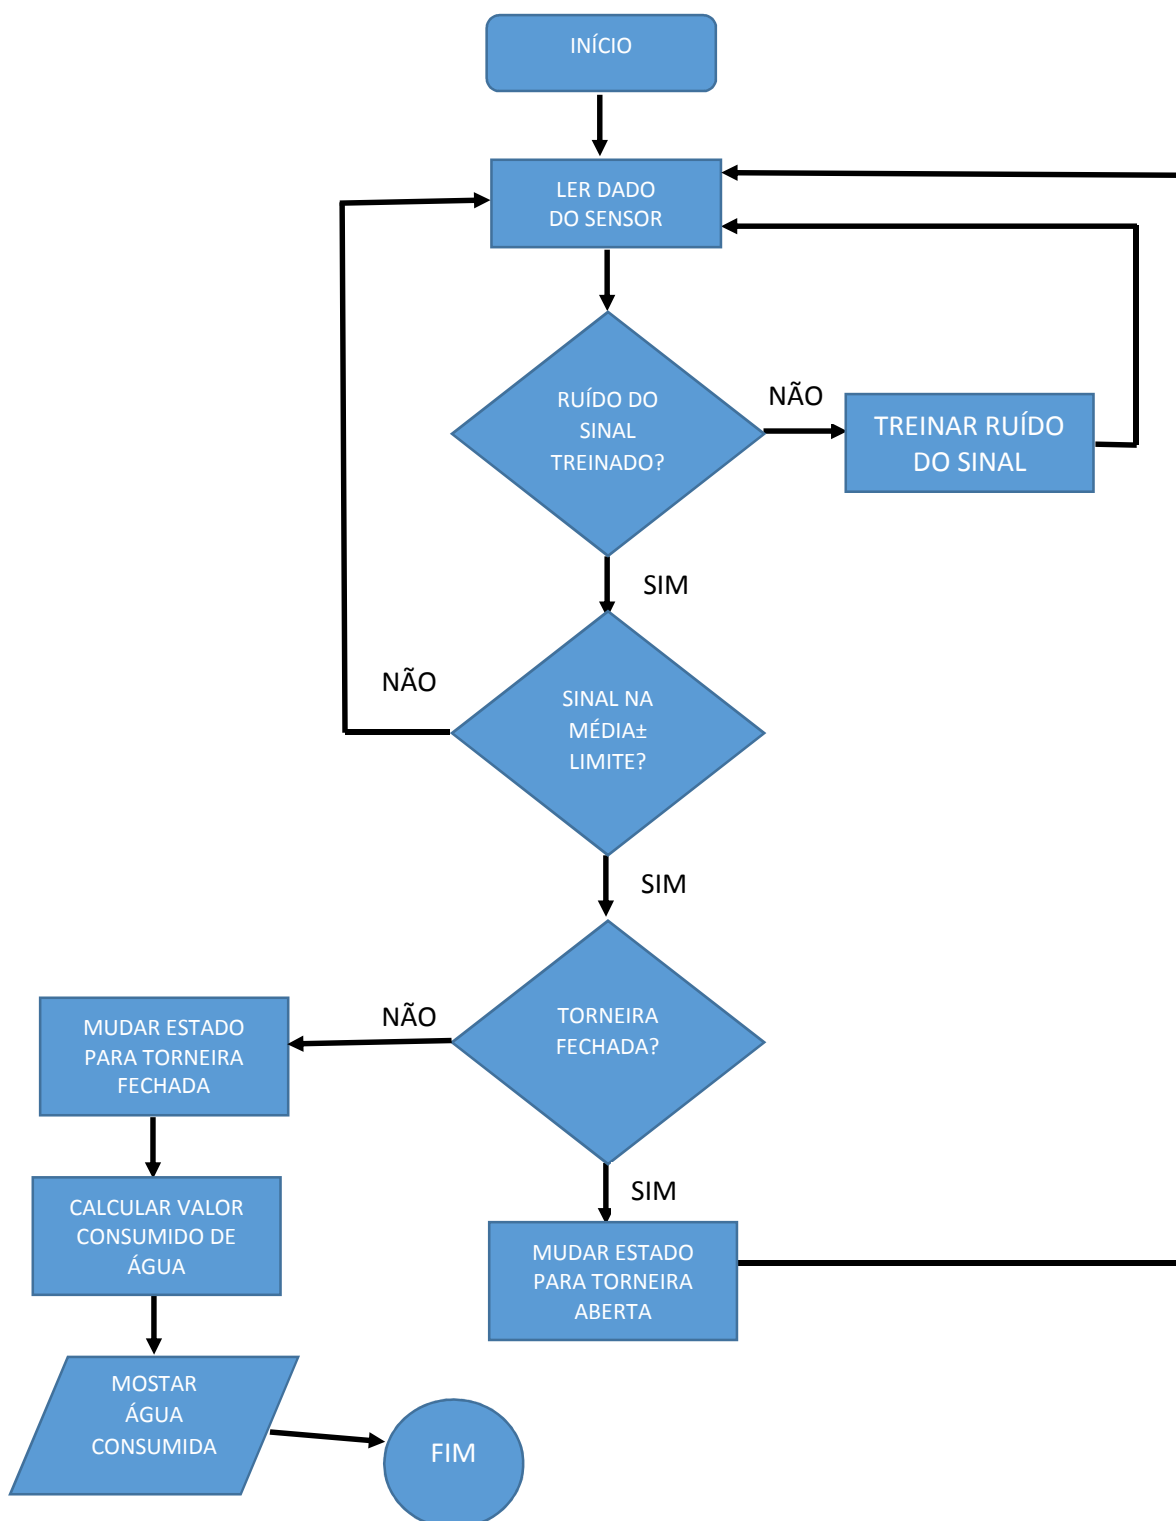 INÍCIO
LER DADO
DO SENSOR
RUÍDO DO
SINAL
TREINADO?
NÃO
TREINAR RUÍDO
DO SINAL
SIM
NÃO
SINAL NA
MÉDIA±
LIMITE?
SIM
TORNEIRA
FECHADA?
NÃO
MUDAR ESTADO
PARA TORNEIRA
FECHADA
CALCULAR VALOR
CONSUMIDO DE
ÁGUA
SIM
MUDAR ESTADO
PARA TORNEIRA
ABERTA
MOSTAR
ÁGUA
CONSUMIDA
FIM